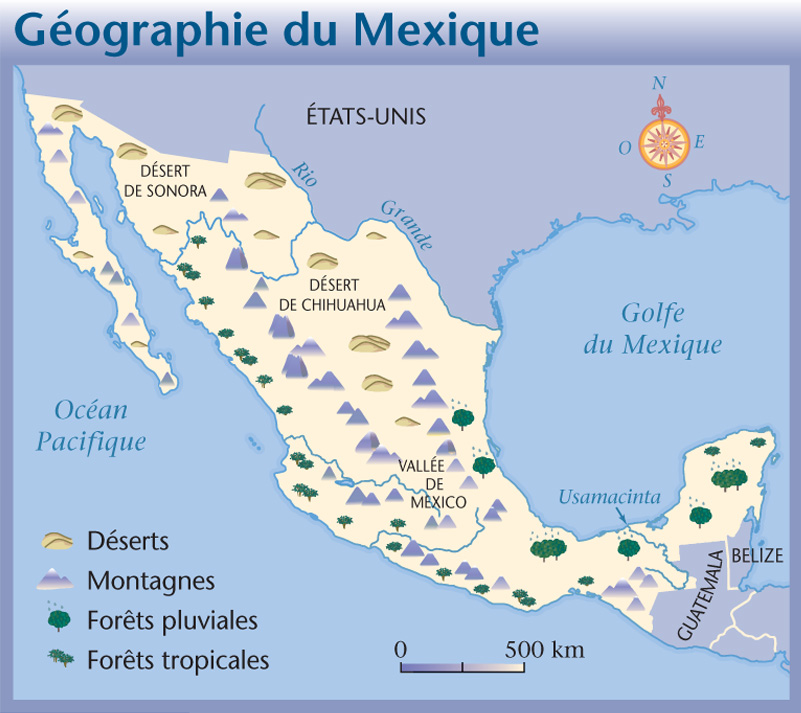 Géographie du Mexique
N
O
E
S
ÉTATS-UNIS
Rio
Grande
DÉSERT
DE SONORA
DÉSERT
DE CHIHUAHUA
Golfe
du Mexique
Océan
Pacifique
VALLÉE
DE
MEXICO
Usamacinta
BELIZE
GUATEMALA
Déserts
Montagnes
Forêts pluviales
Forêts tropicales
0
500 km